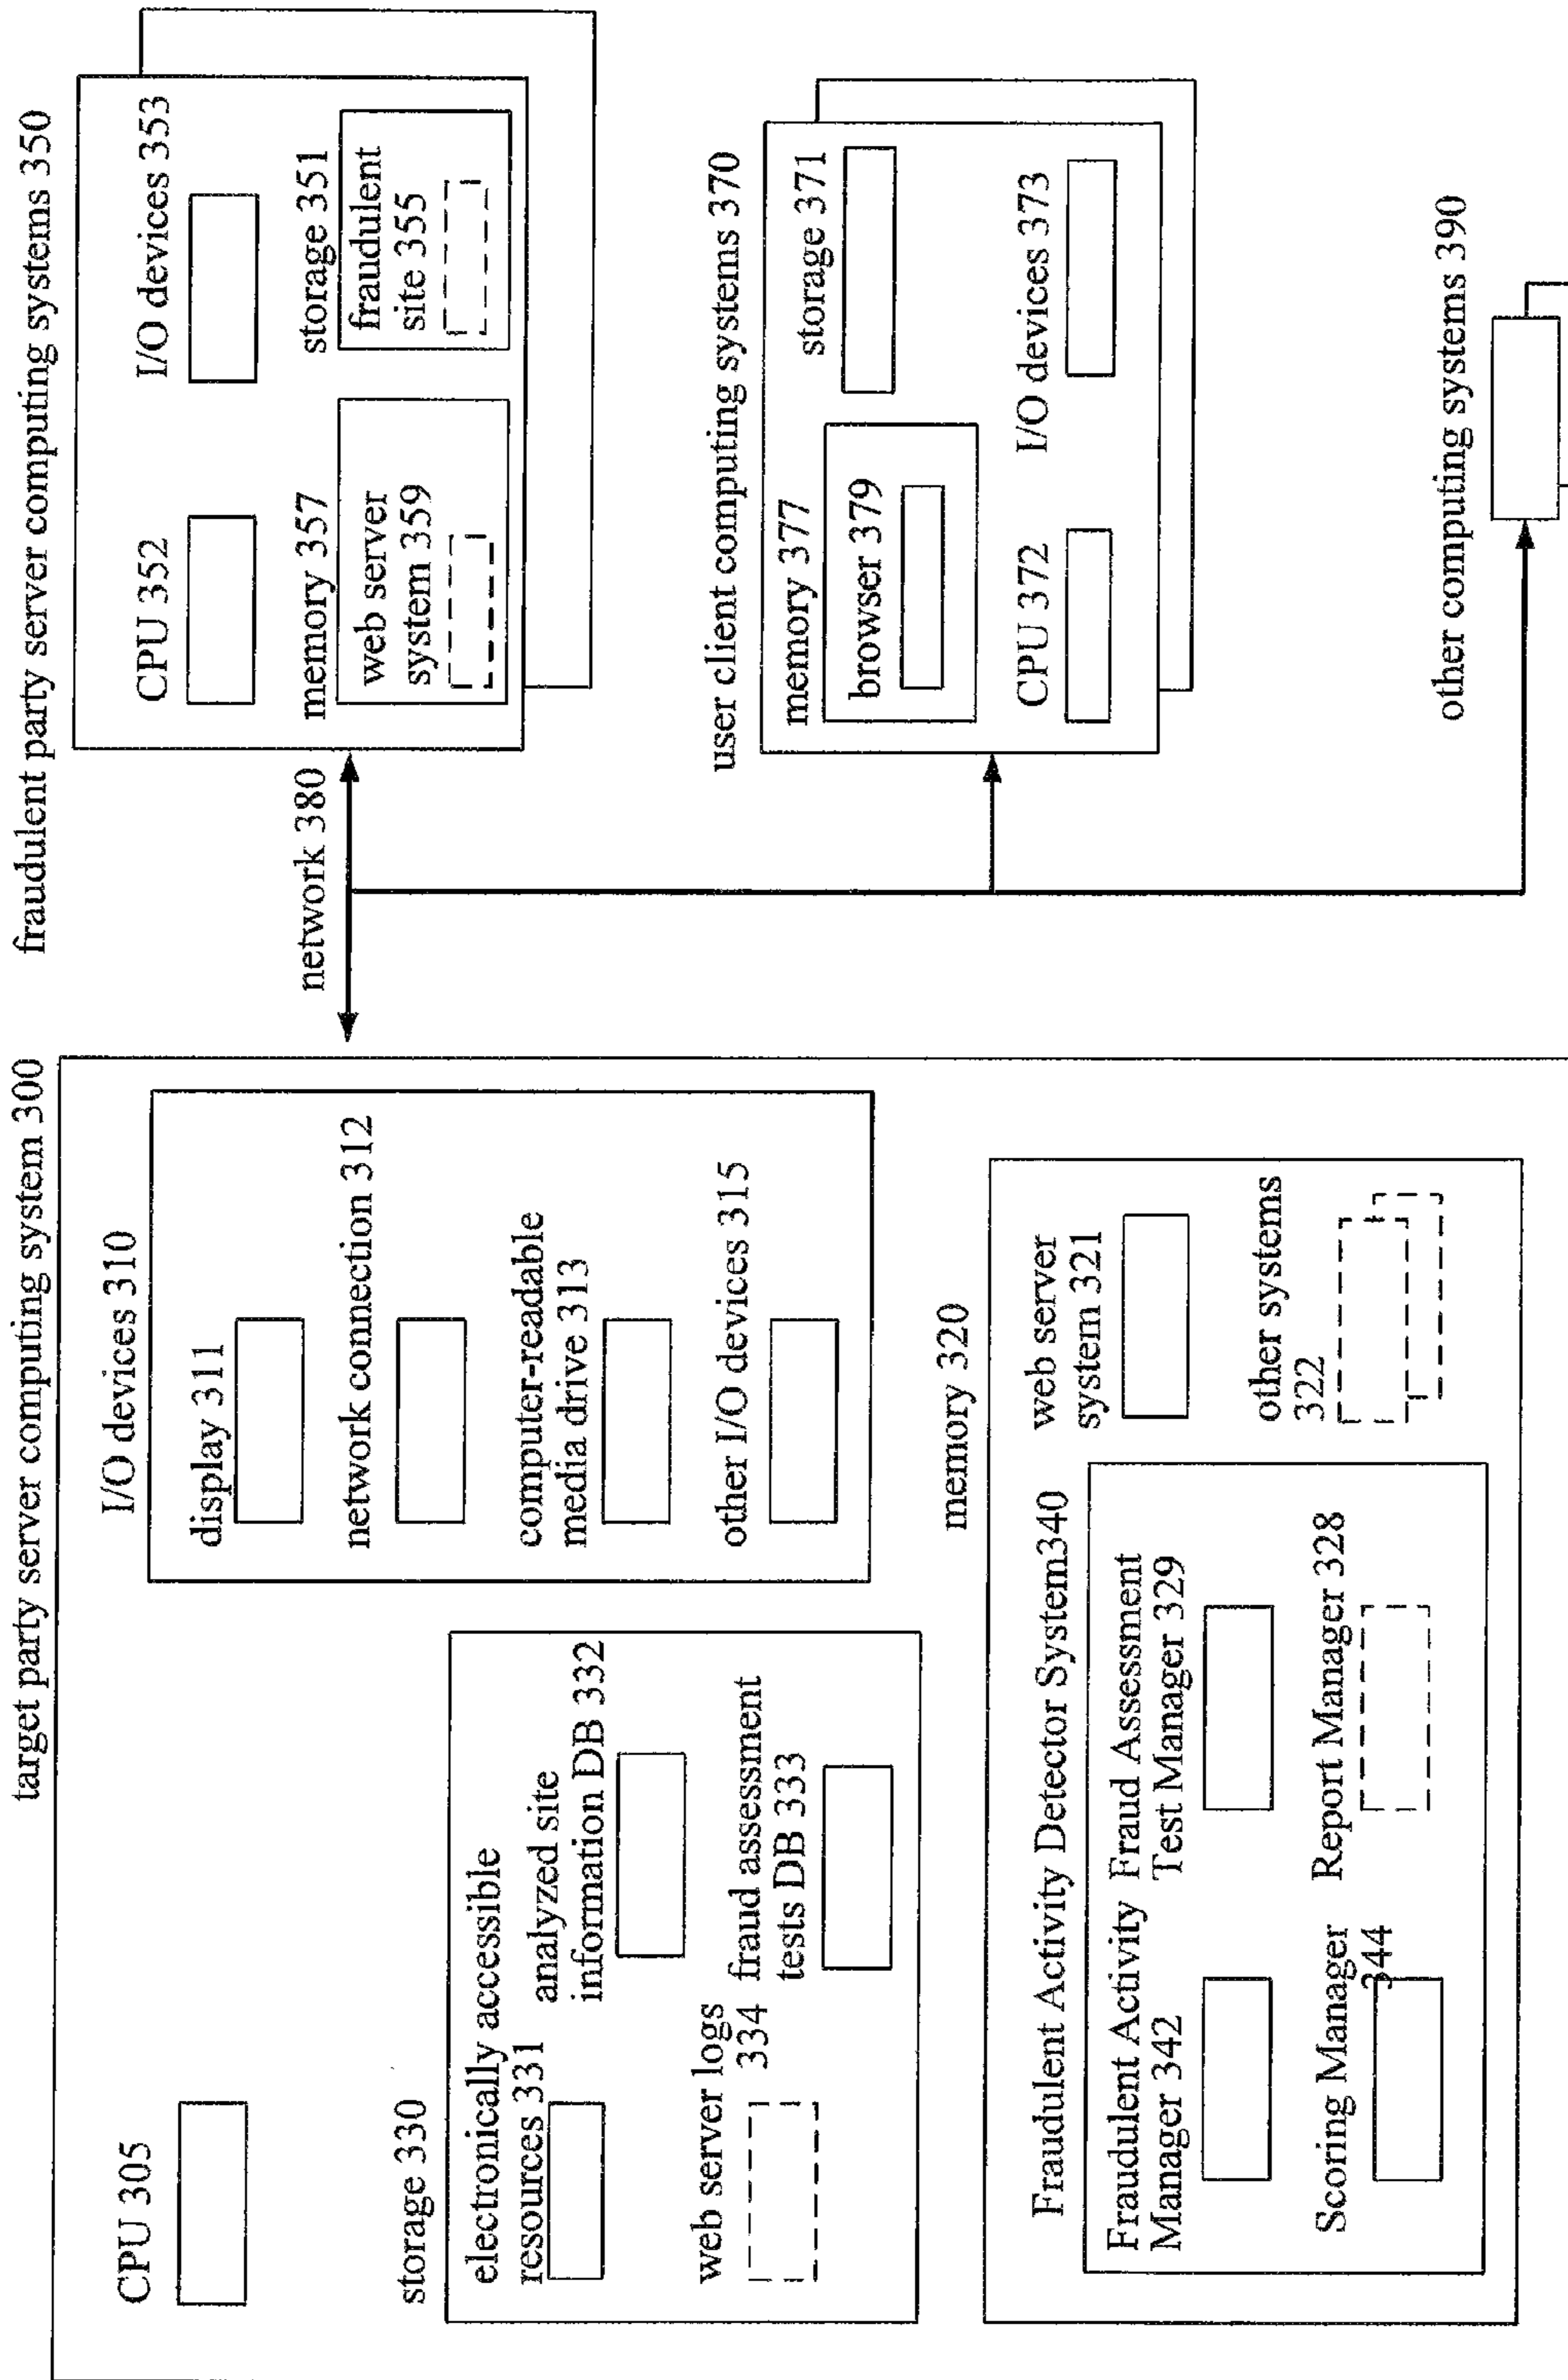 target party server computing system 300
CPU 305
I/O devices 310
display 311
network connection 312
computer-readable
media drive 313
other I/O devices 315
storage 330
electronically accessible
resources 331
analyzed site
information DB 332
web server logs
334
fraud assessment
tests DB 333
memory 320
Fraudulent Activity Detector System340
Fraudulent Activity
Manager 342
Fraud Assessment
Test Manager 329
Scoring Manager
344
Report Manager 328
web server
system 321
other systems
322
network 380
fraudulent party server computing systems 350
CPU 352
I/O devices 353
memory 357
web server
system 359
storage 351
fraudulent
site 355
user client computing systems 370
memory 377
browser 379
storage 371
CPU 372
I/O devices 373
other computing systems 390